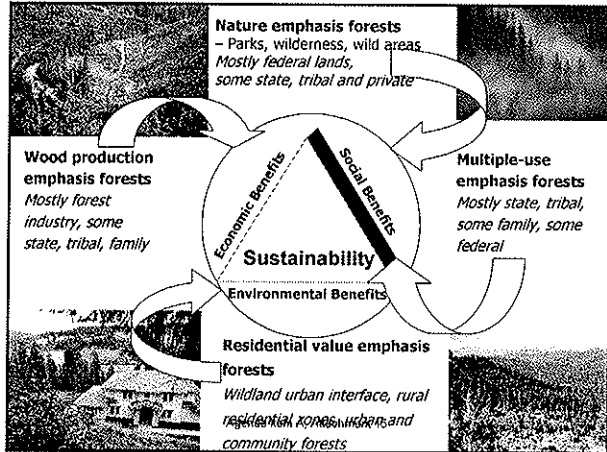 Nature emphasis forests
– Parks, wilderness, wild areas
Mostly federal lands,
some state, tribal and private
Wood production
emphasis forests
Mostly forest
industry, some
state, tribal, family
Economic Benefits
Social Benefits
Sustainability
Environmental Benefits
Multiple-use
emphasis forests
Mostly state, tribal,
some family, some
federal
Residential value emphasis
forests
Wildland urban interface, rural
residential zones, urban and
community forests